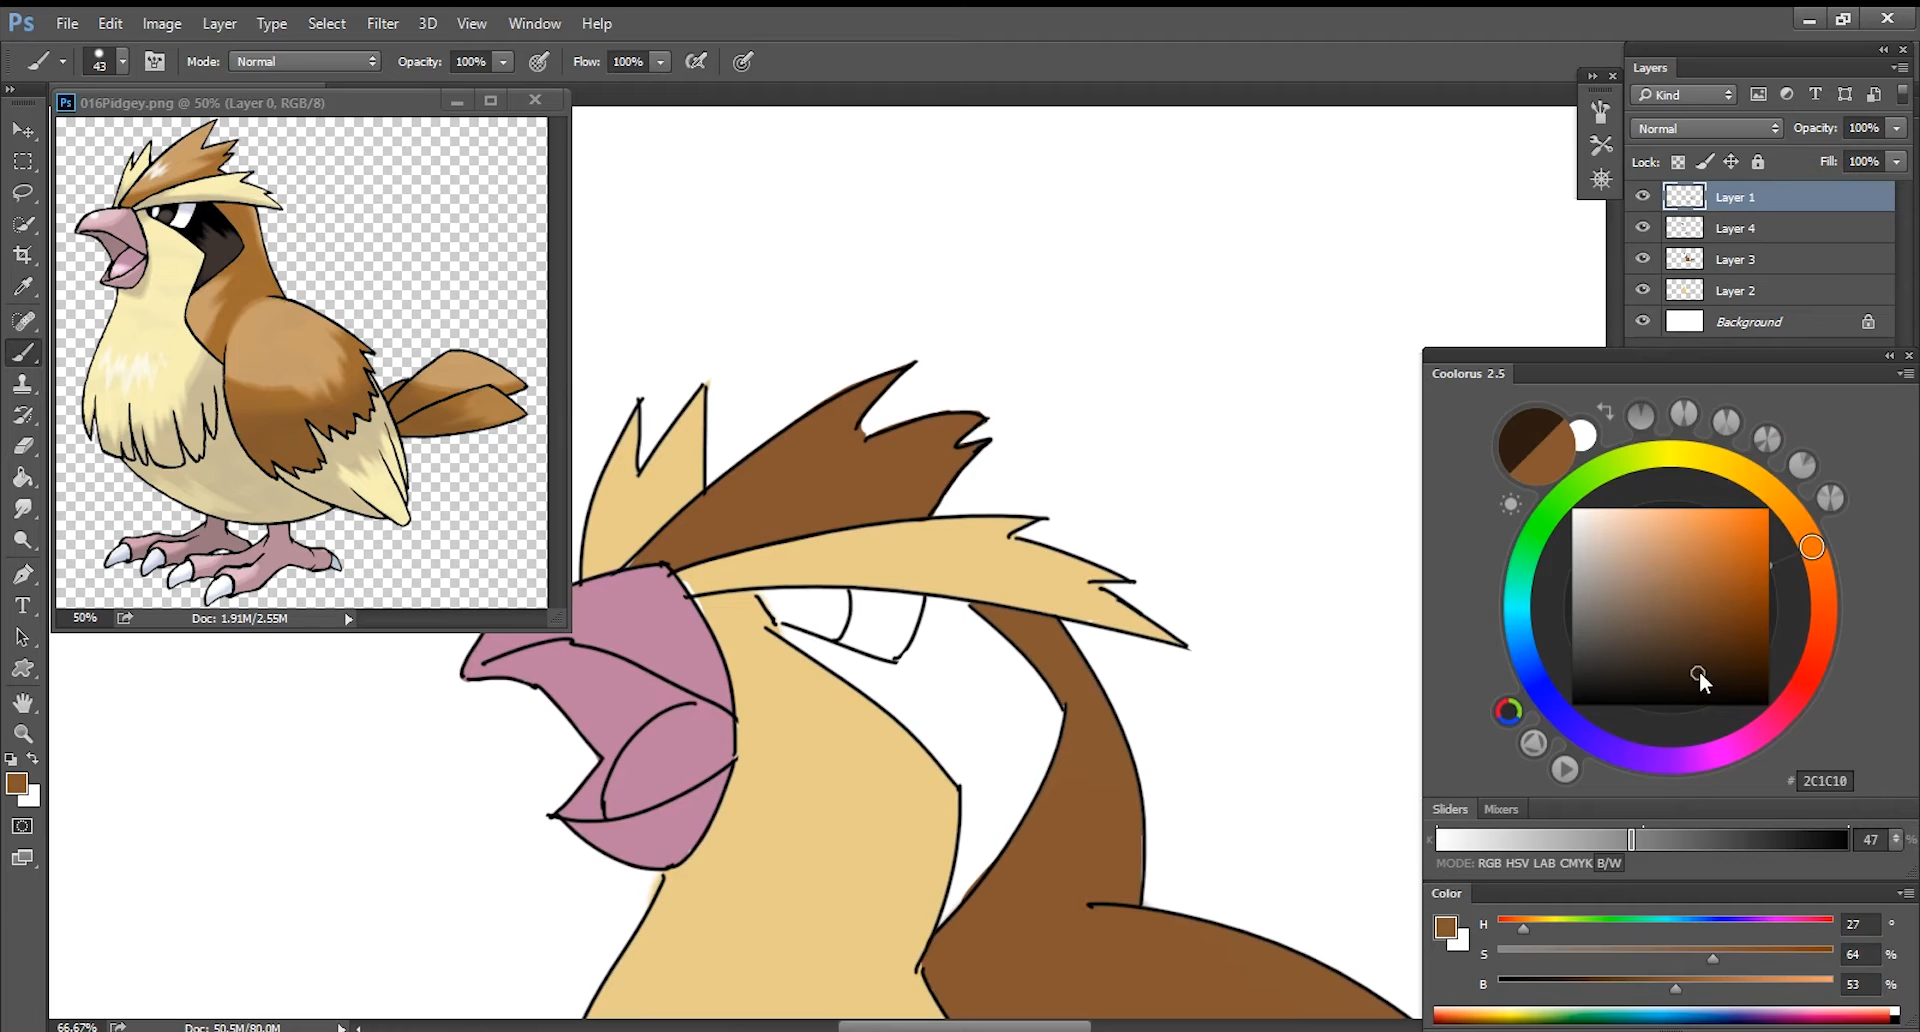 Ps File Edit Image Layer Type Select Filter 3D View Window Help
43 Mode: Normal Opacity: 100% Flow: 100%
Ps 016Pidgey.png @ 50% (Layer 0, RGB/8)
50% Doc: 1.91M/2.55M
66.67% Doc: 50.5M/80.0M
Layers
Kind
Normal Opacity: 100%
Lock: Fill: 100%
Layer 1
Layer 4
Layer 3
Layer 2
Background
Coolorus 2.5
# 2C1C10
Sliders Mixers
K 47 %
MODE: RGB HSV LAB CMYK B/W
Color
H 27 °
S 64 %
B 53 %